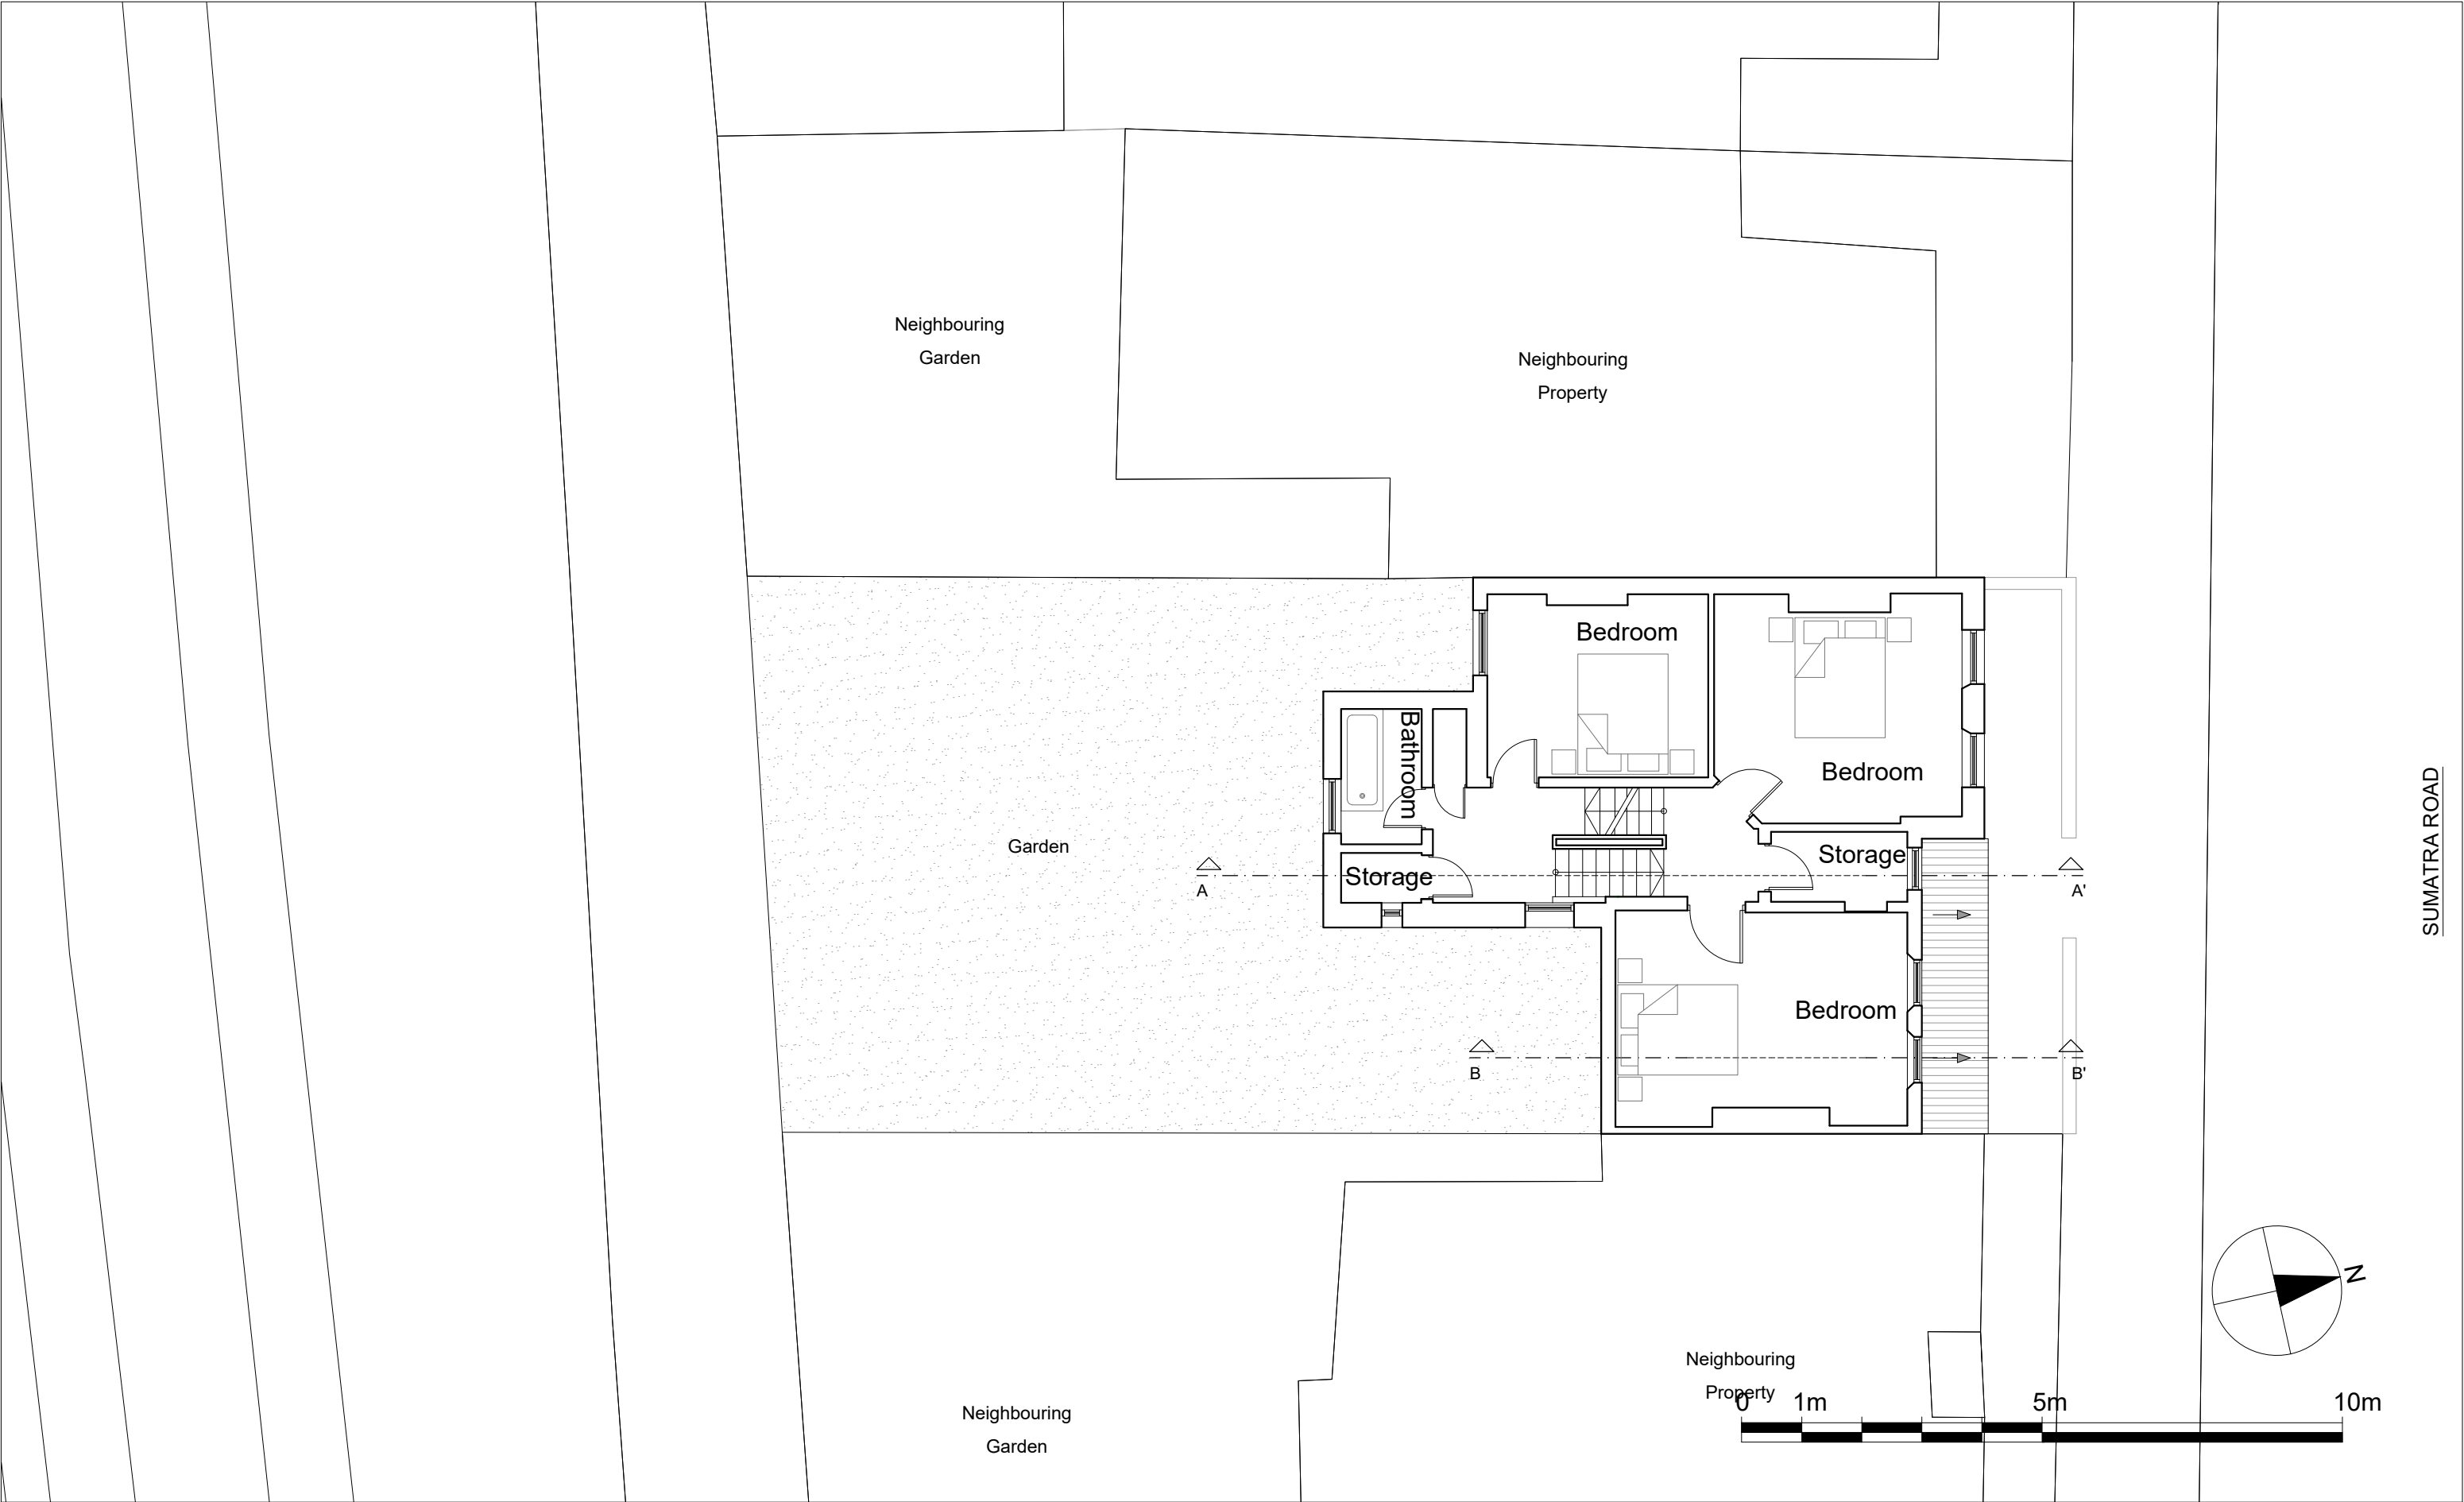 Neighbouring
Garden
Neighbouring
Property
Bedroom
Bedroom
Bathroom
Storage
Storage
Garden
A
A'
SUMATRA ROAD
Bedroom
B
B'
N
Neighbouring
Property
Neighbouring
Garden
0 1m 5m 10m